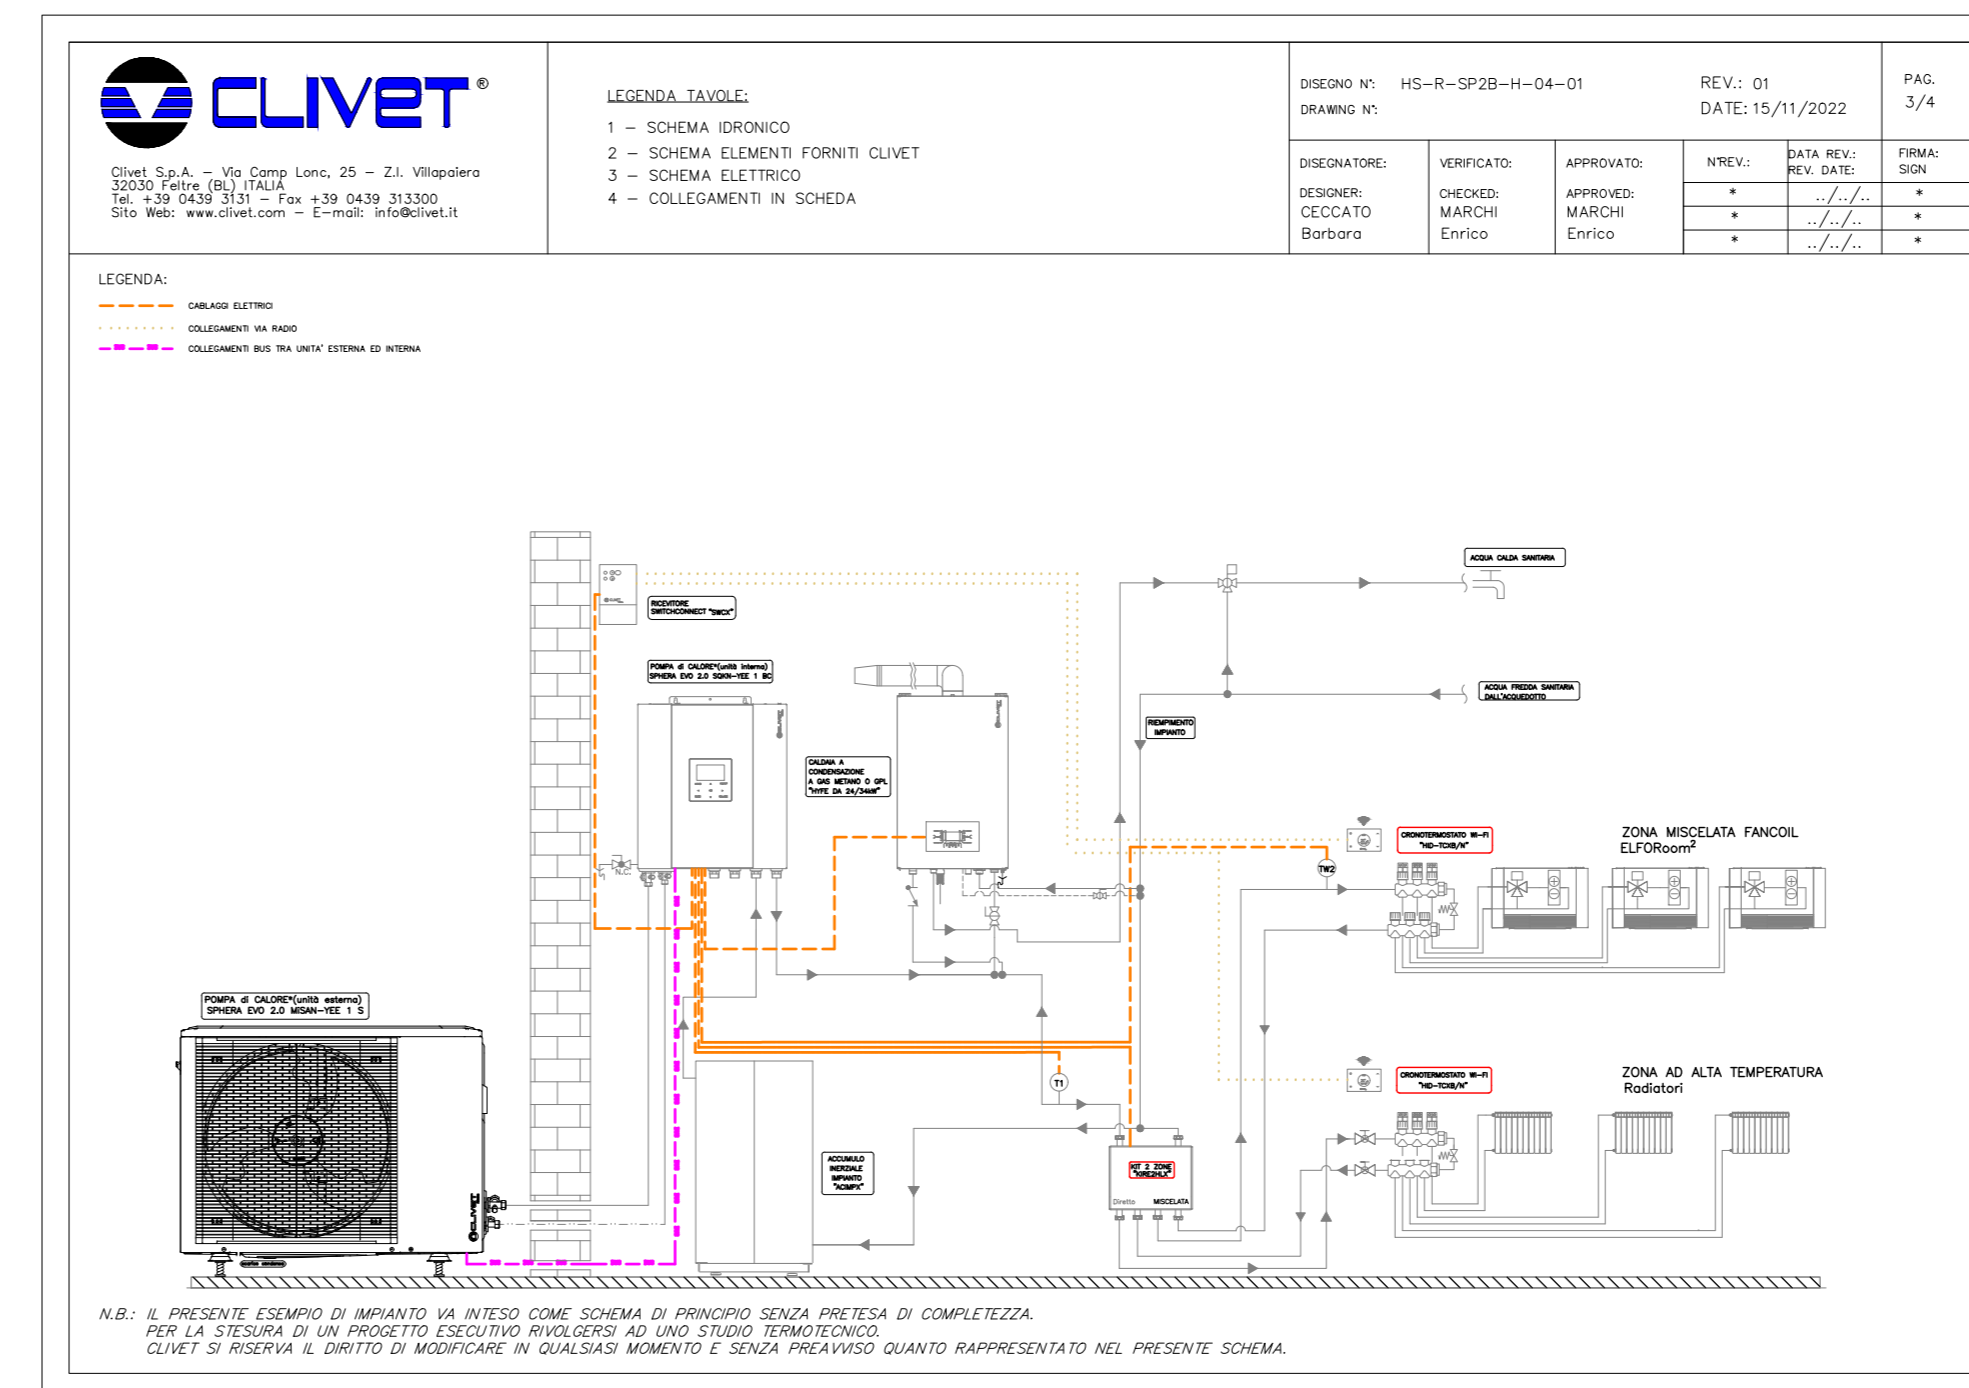 CLIVET ®
Clivet S.p.A. – Via Camp Lonc, 25 – Z.I. Villapaiera
32030 Feltre (BL) ITALIA
Tel. +39 0439 3131 – Fax +39 0439 313300
Sito Web: www.clivet.com – E-mail: info@clivet.it
LEGENDA TAVOLE:
1 – SCHEMA IDRONICO
2 – SCHEMA ELEMENTI FORNITI CLIVET
3 – SCHEMA ELETTRICO
4 – COLLEGAMENTI IN SCHEDA
DISEGNO N°: HS-R-SP2B-H-04-01
DRAWING N°:
REV.: 01
DATE: 15/11/2022
PAG.
3/4
DISEGNATORE:
DESIGNER:
CECCATO
Barbara
VERIFICATO:
CHECKED:
MARCHI
Enrico
APPROVATO:
APPROVED:
MARCHI
Enrico
N°REV.:
DATA REV.:
REV. DATE:
FIRMA:
SIGN
* ../../.. *
* ../../.. *
* ../../.. *
LEGENDA:
CABLAGGI ELETTRICI
COLLEGAMENTI VIA RADIO
COLLEGAMENTI BUS TRA UNITA' ESTERNA ED INTERNA
ACQUA CALDA SANITARIA
RICEVITORE
SWITCHCONNECT "SWCX"
POMPA di CALORE*(unità interna)
SPHERA EVO 2.0 SQKN-YEE 1 BC
ACQUA FREDDA SANITARIA
DALL'ACQUEDOTTO
RIEMPIMENTO
IMPIANTO
CLIVET
CLIVET
CALDAIA A
CONDENSAZIONE
A GAS METANO O GPL
"HYFE DA 24/34kW"
N.C.
CRONOTERMOSTATO WI-FI
"HID-TCXB/N"
ZONA MISCELATA FANCOIL
ELFORoom²
TW2
POMPA di CALORE*(unità esterna)
SPHERA EVO 2.0 MISAN-YEE 1 S
T1
CRONOTERMOSTATO WI-FI
"HID-TCXB/N"
ZONA AD ALTA TEMPERATURA
Radiatori
ACCUMULO
INERZIALE
IMPIANTO
"ACIMPX"
KIT 2 ZONE
"KIRE2HLX"
Diretto MISCELATA
CLIVET
N.B.: IL PRESENTE ESEMPIO DI IMPIANTO VA INTESO COME SCHEMA DI PRINCIPIO SENZA PRETESA DI COMPLETEZZA.
PER LA STESURA DI UN PROGETTO ESECUTIVO RIVOLGERSI AD UNO STUDIO TERMOTECNICO.
CLIVET SI RISERVA IL DIRITTO DI MODIFICARE IN QUALSIASI MOMENTO E SENZA PREAVVISO QUANTO RAPPRESENTATO NEL PRESENTE SCHEMA.